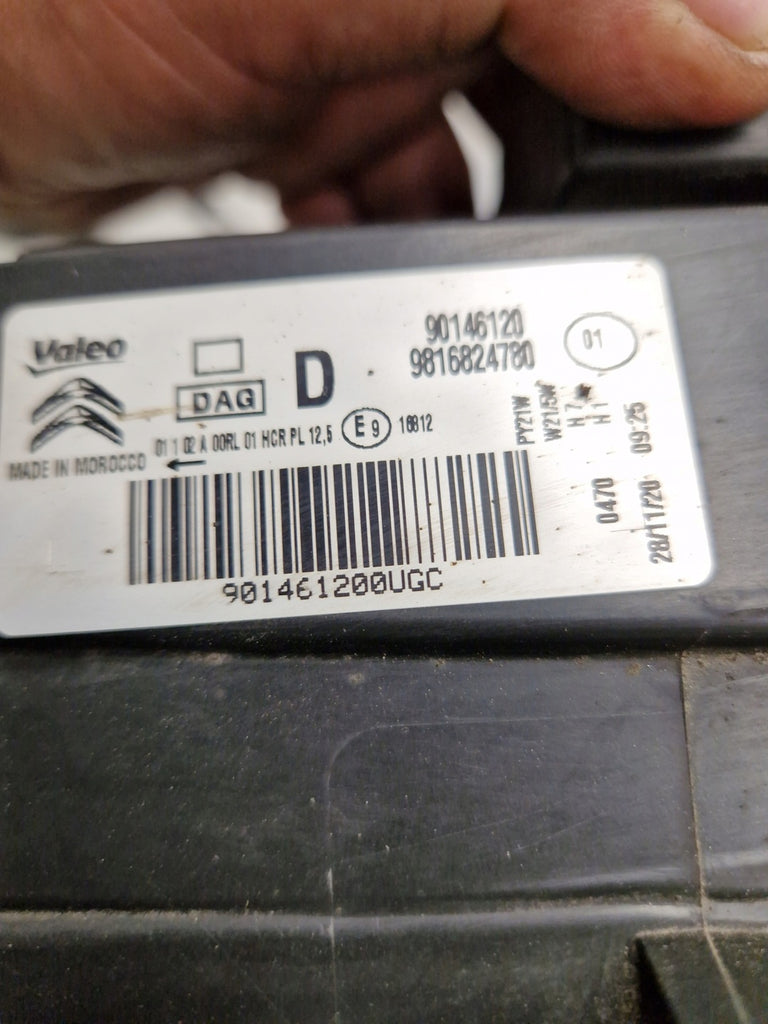 Valeo
DAG
D
90146120
9816824780
01
01 1 02 A 00RL 01 HCR PL 12,5
E9
16812
MADE IN MOROCCO
PY21W
W21/5W
H7
H1
0470
28/11/20 09:25
901461200UGC